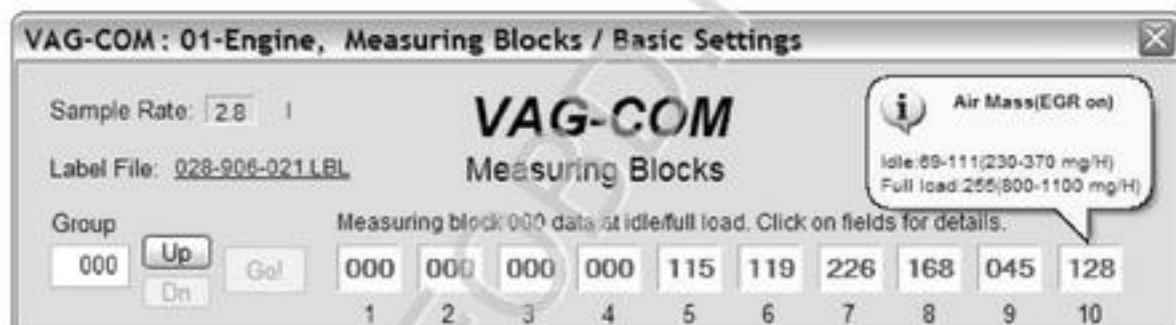 VAG-COM: 01-Engine, Measuring Blocks / Basic Settings
Sample Rate: 2.8
VAG-COM
Air Mass(EGR on)
Label File: 028-906-021.LBL
Measuring Blocks
Idle:69-111(230-370 mg/H)
Full load:255(800-1100 mg/H)
Group
Measuring block 000 data at idle/full load. Click on fields for details.
000 Up Go! 000 000 000 000 115 119 226 168 045 128
Dn
1 2 3 4 5 6 7 8 9 10